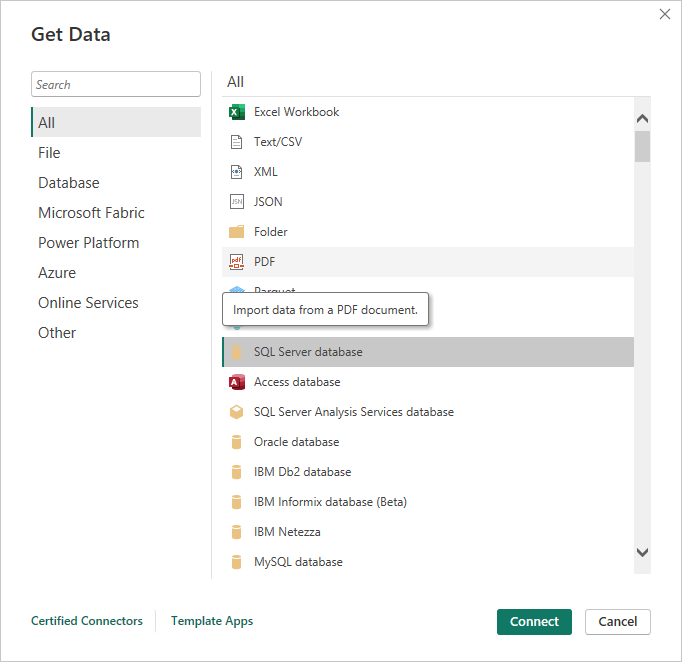 Get Data
Search
All
File
Database
Microsoft Fabric
Power Platform
Azure
Online Services
Other
All
Excel Workbook
Text/CSV
XML
JSON
Folder
PDF
Import data from a PDF document.
SQL Server database
Access database
SQL Server Analysis Services database
Oracle database
IBM Db2 database
IBM Informix database (Beta)
IBM Netezza
MySQL database
Certified Connectors
Template Apps
Connect
Cancel